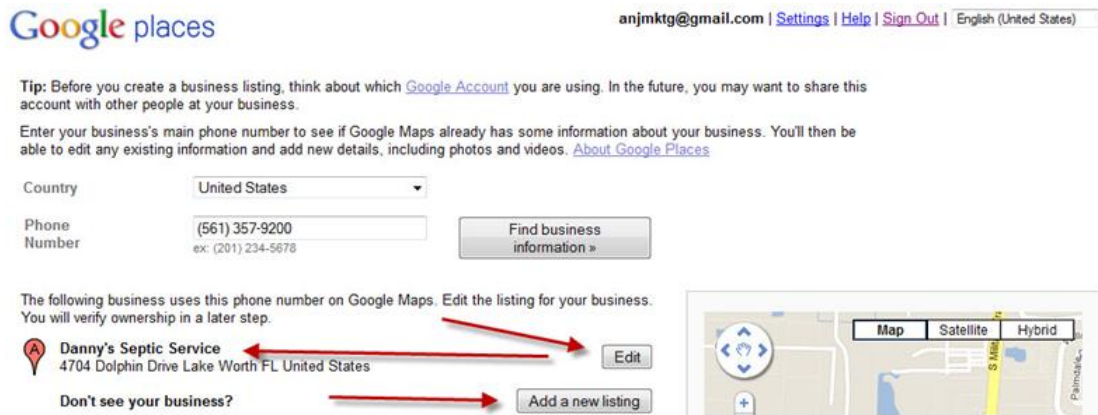 Google places
anjmktg@gmail.com | Settings | Help | Sign Out | English (United States)
Tip: Before you create a business listing, think about which Google Account you are using. In the future, you may want to share this
account with other people at your business.
Enter your business's main phone number to see if Google Maps already has some information about your business. You'll then be
able to edit any existing information and add new details, including photos and videos. About Google Places
Country
United States
Phone
Number
(561) 357-9200
ex: (201) 234-5678
Find business
information »
The following business uses this phone number on Google Maps. Edit the listing for your business.
You will verify ownership in a later step.
A
Danny's Septic Service
4704 Dolphin Drive Lake Worth FL United States
Edit
Don't see your business?
Add a new listing
Map
Satellite
Hybrid
S
Palmdale